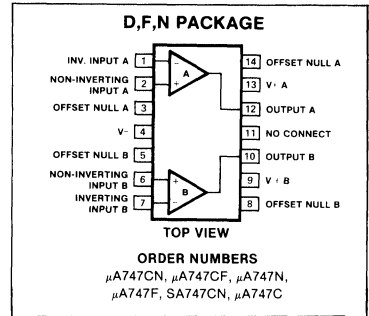 D,F,N PACKAGE
INV. INPUT A 1
NON-INVERTING
INPUT A 2
OFFSET NULL A 3
V- 4
OFFSET NULL B 5
NON-INVERTING
INPUT B 6
INVERTING
INPUT B 7
- A +
+ B -
14 OFFSET NULL A
13 V+ A
12 OUTPUT A
11 NO CONNECT
10 OUTPUT B
9 V+ B
8 OFFSET NULL B
TOP VIEW
ORDER NUMBERS
μA747CN, μA747CF, μA747N,
μA747F, SA747CN, μA747C